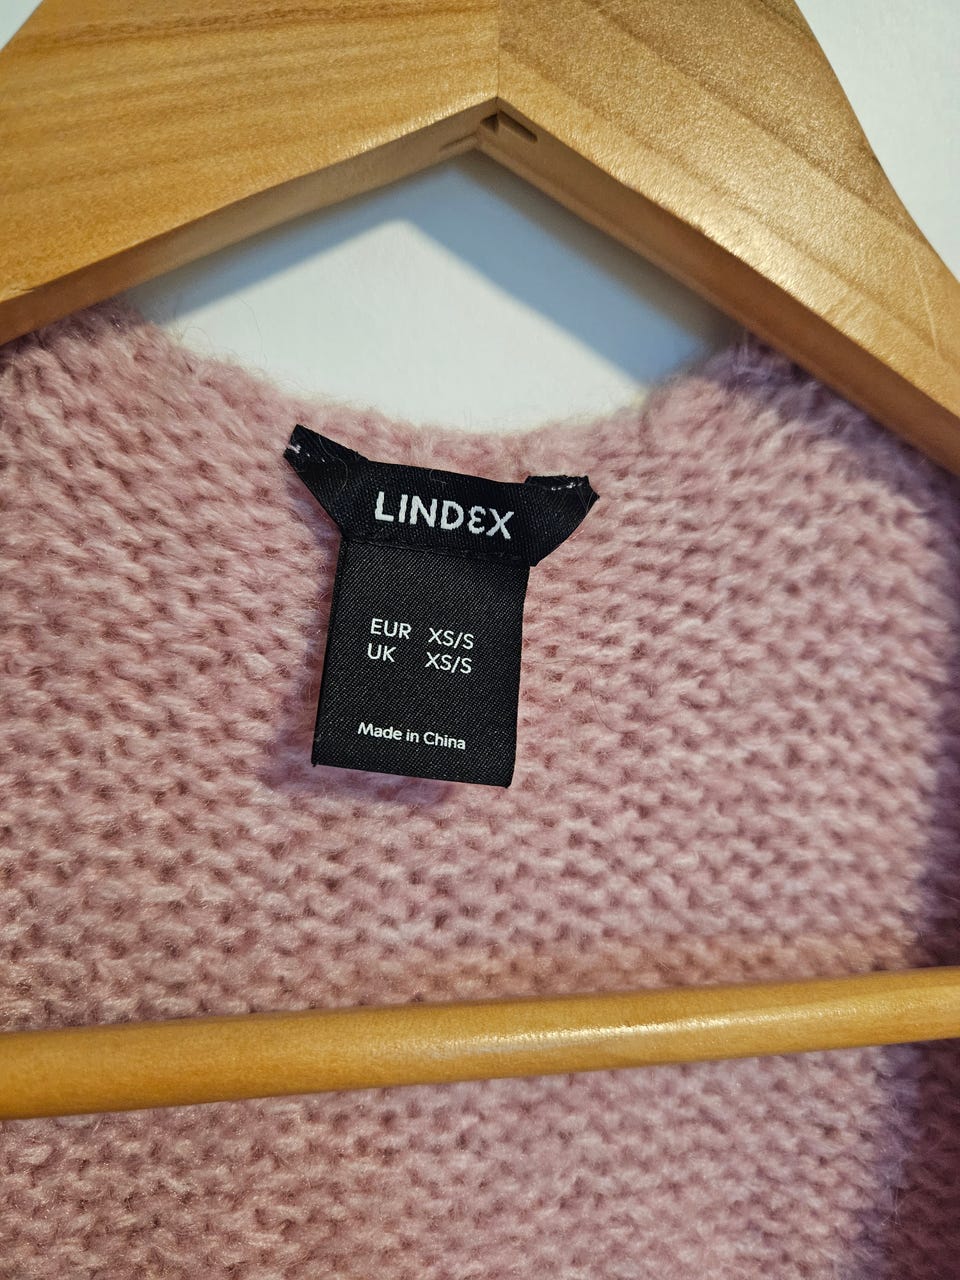 LINDEX
EUR XS/S
UK XS/S
Made in China